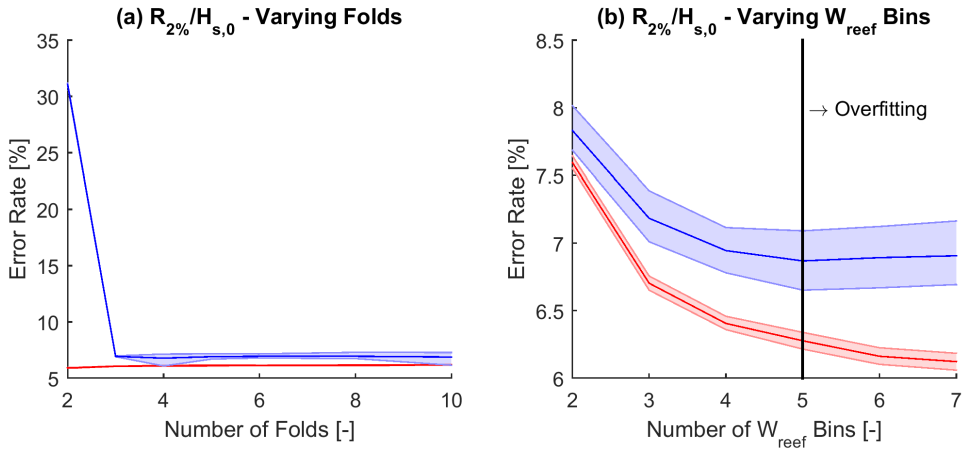 (a) R2%/Hs,0 - Varying Folds
35
30
25
20
15
10
5
Error Rate [%]
2 4 6 8 10
Number of Folds [-]
(b) R2%/Hs,0 - Varying Wreef Bins
8.5
8
7.5
7
6.5
6
Error Rate [%]
→ Overfitting
2 3 4 5 6 7
Number of Wreef Bins [-]